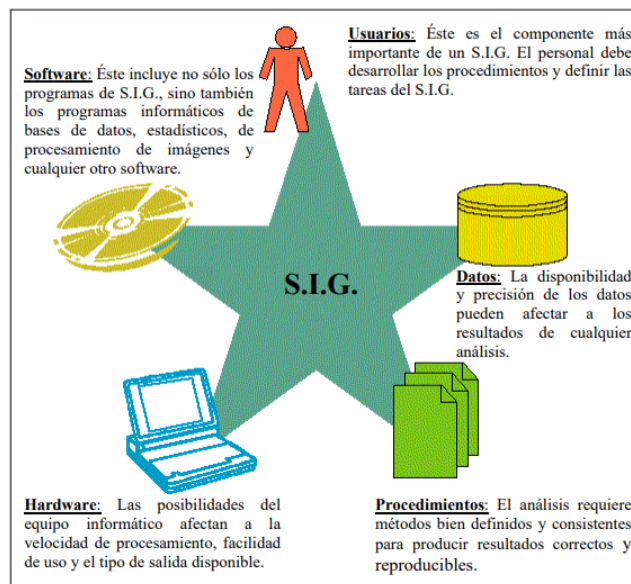 Usuarios: Éste es el componente más
importante de un S.I.G. El personal debe
desarrollar los procedimientos y definir las
tareas del S.I.G.
Software: Éste incluye no sólo los
programas de S.I.G., sino también
los programas informáticos de
bases de datos, estadísticos, de
procesamiento de imágenes y
cualquier otro software.
S.I.G.
Datos: La disponibilidad
y precisión de los datos
pueden afectar a los
resultados de cualquier
análisis.
Hardware: Las posibilidades del
equipo informático afectan a la
velocidad de procesamiento, facilidad
de uso y el tipo de salida disponible.
Procedimientos: El análisis requiere
métodos bien definidos y consistentes
para producir resultados correctos y
reproducibles.